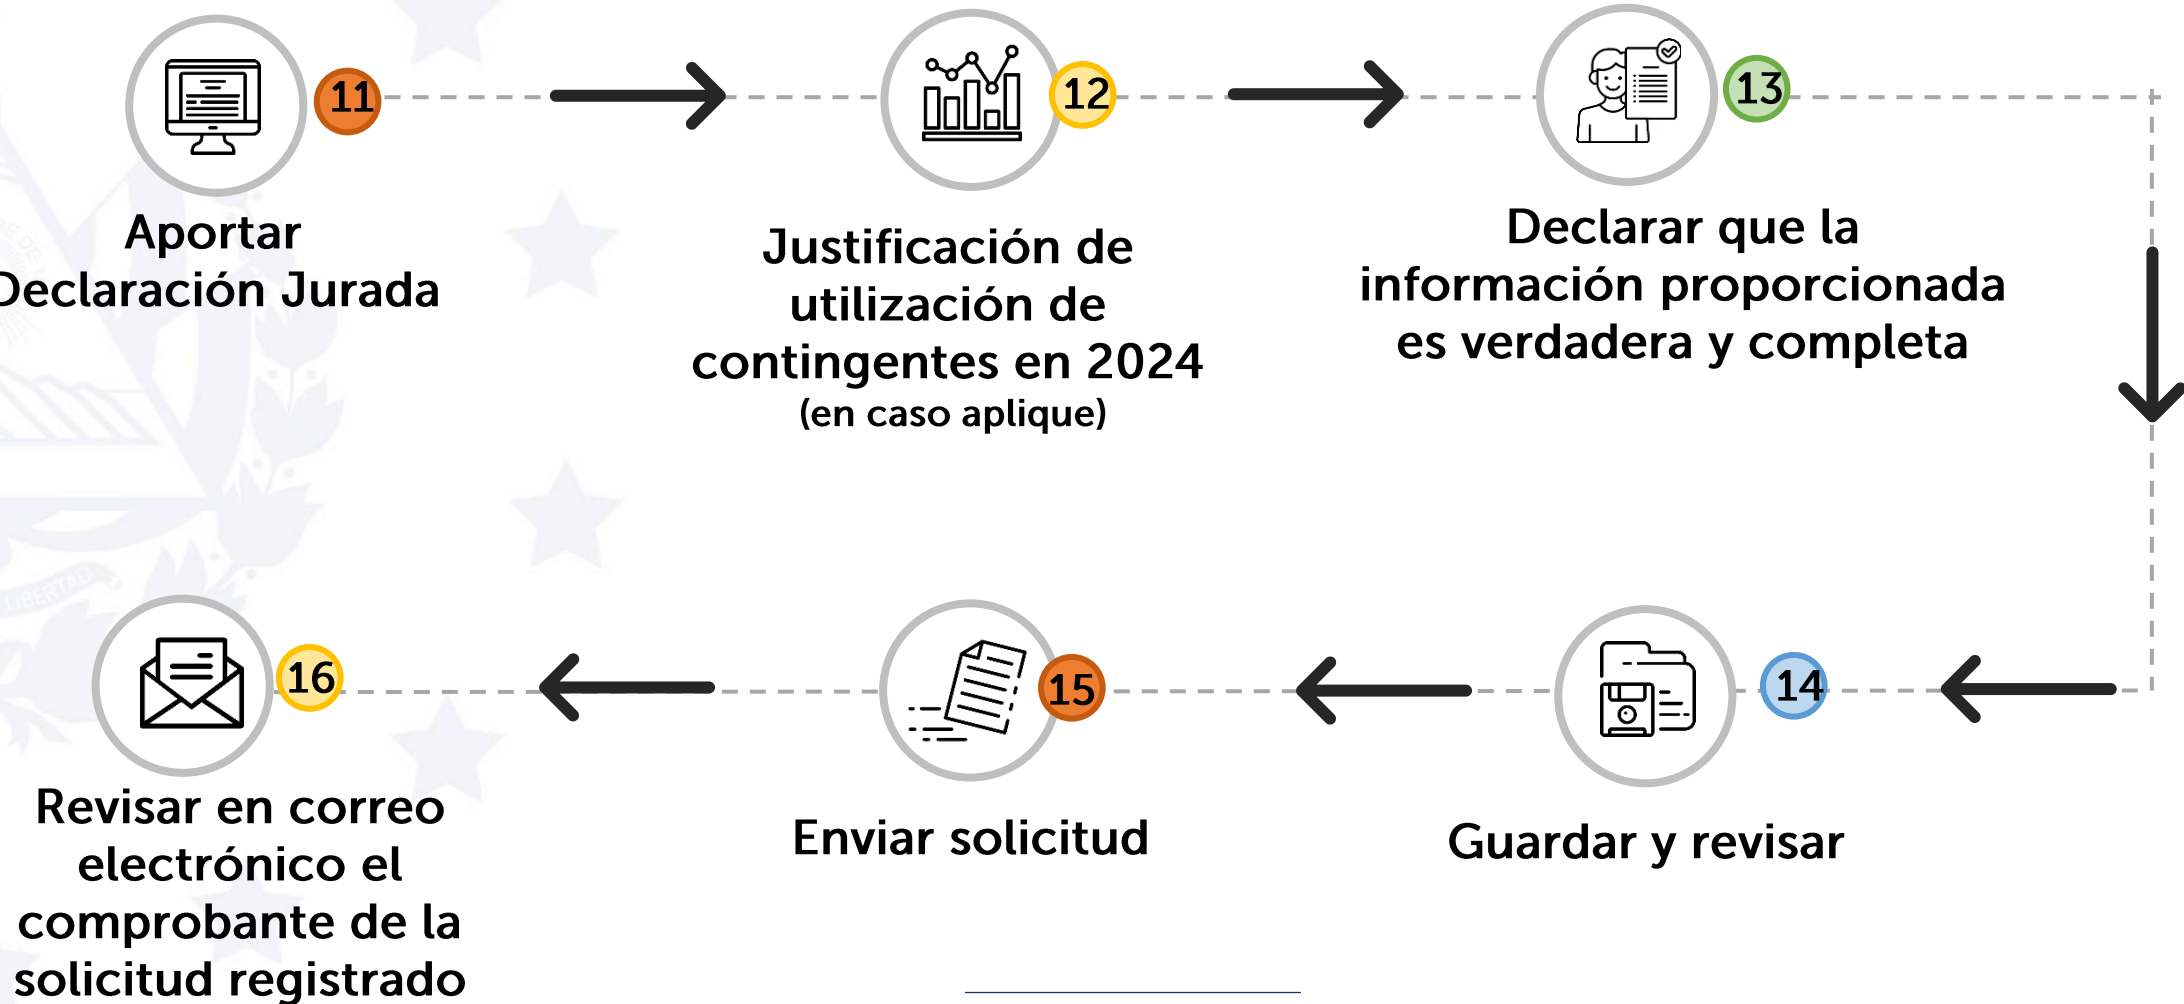 11
Aportar
Declaración Jurada
12
Justificación de
utilización de
contingentes en 2024
(en caso aplique)
13
Declarar que la
información proporcionada
es verdadera y completa
14
Guardar y revisar
15
Enviar solicitud
16
Revisar en correo
electrónico el
comprobante de la
solicitud registrado
LIBERTAD